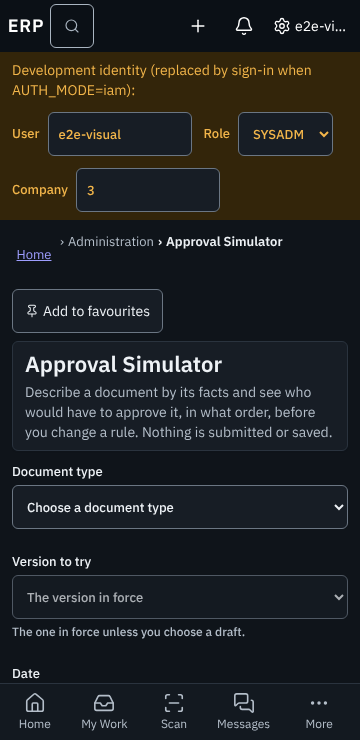 ERP
e2e-vi...
Development identity (replaced by sign-in when
AUTH_MODE=iam):
User e2e-visual Role SYSADM
Company 3
Home › Administration › Approval Simulator
Add to favourites
Approval Simulator
Describe a document by its facts and see who
would have to approve it, in what order, before
you change a rule. Nothing is submitted or saved.
Document type
Choose a document type
Version to try
The version in force
The one in force unless you choose a draft.
Date
Home My Work Scan Messages More